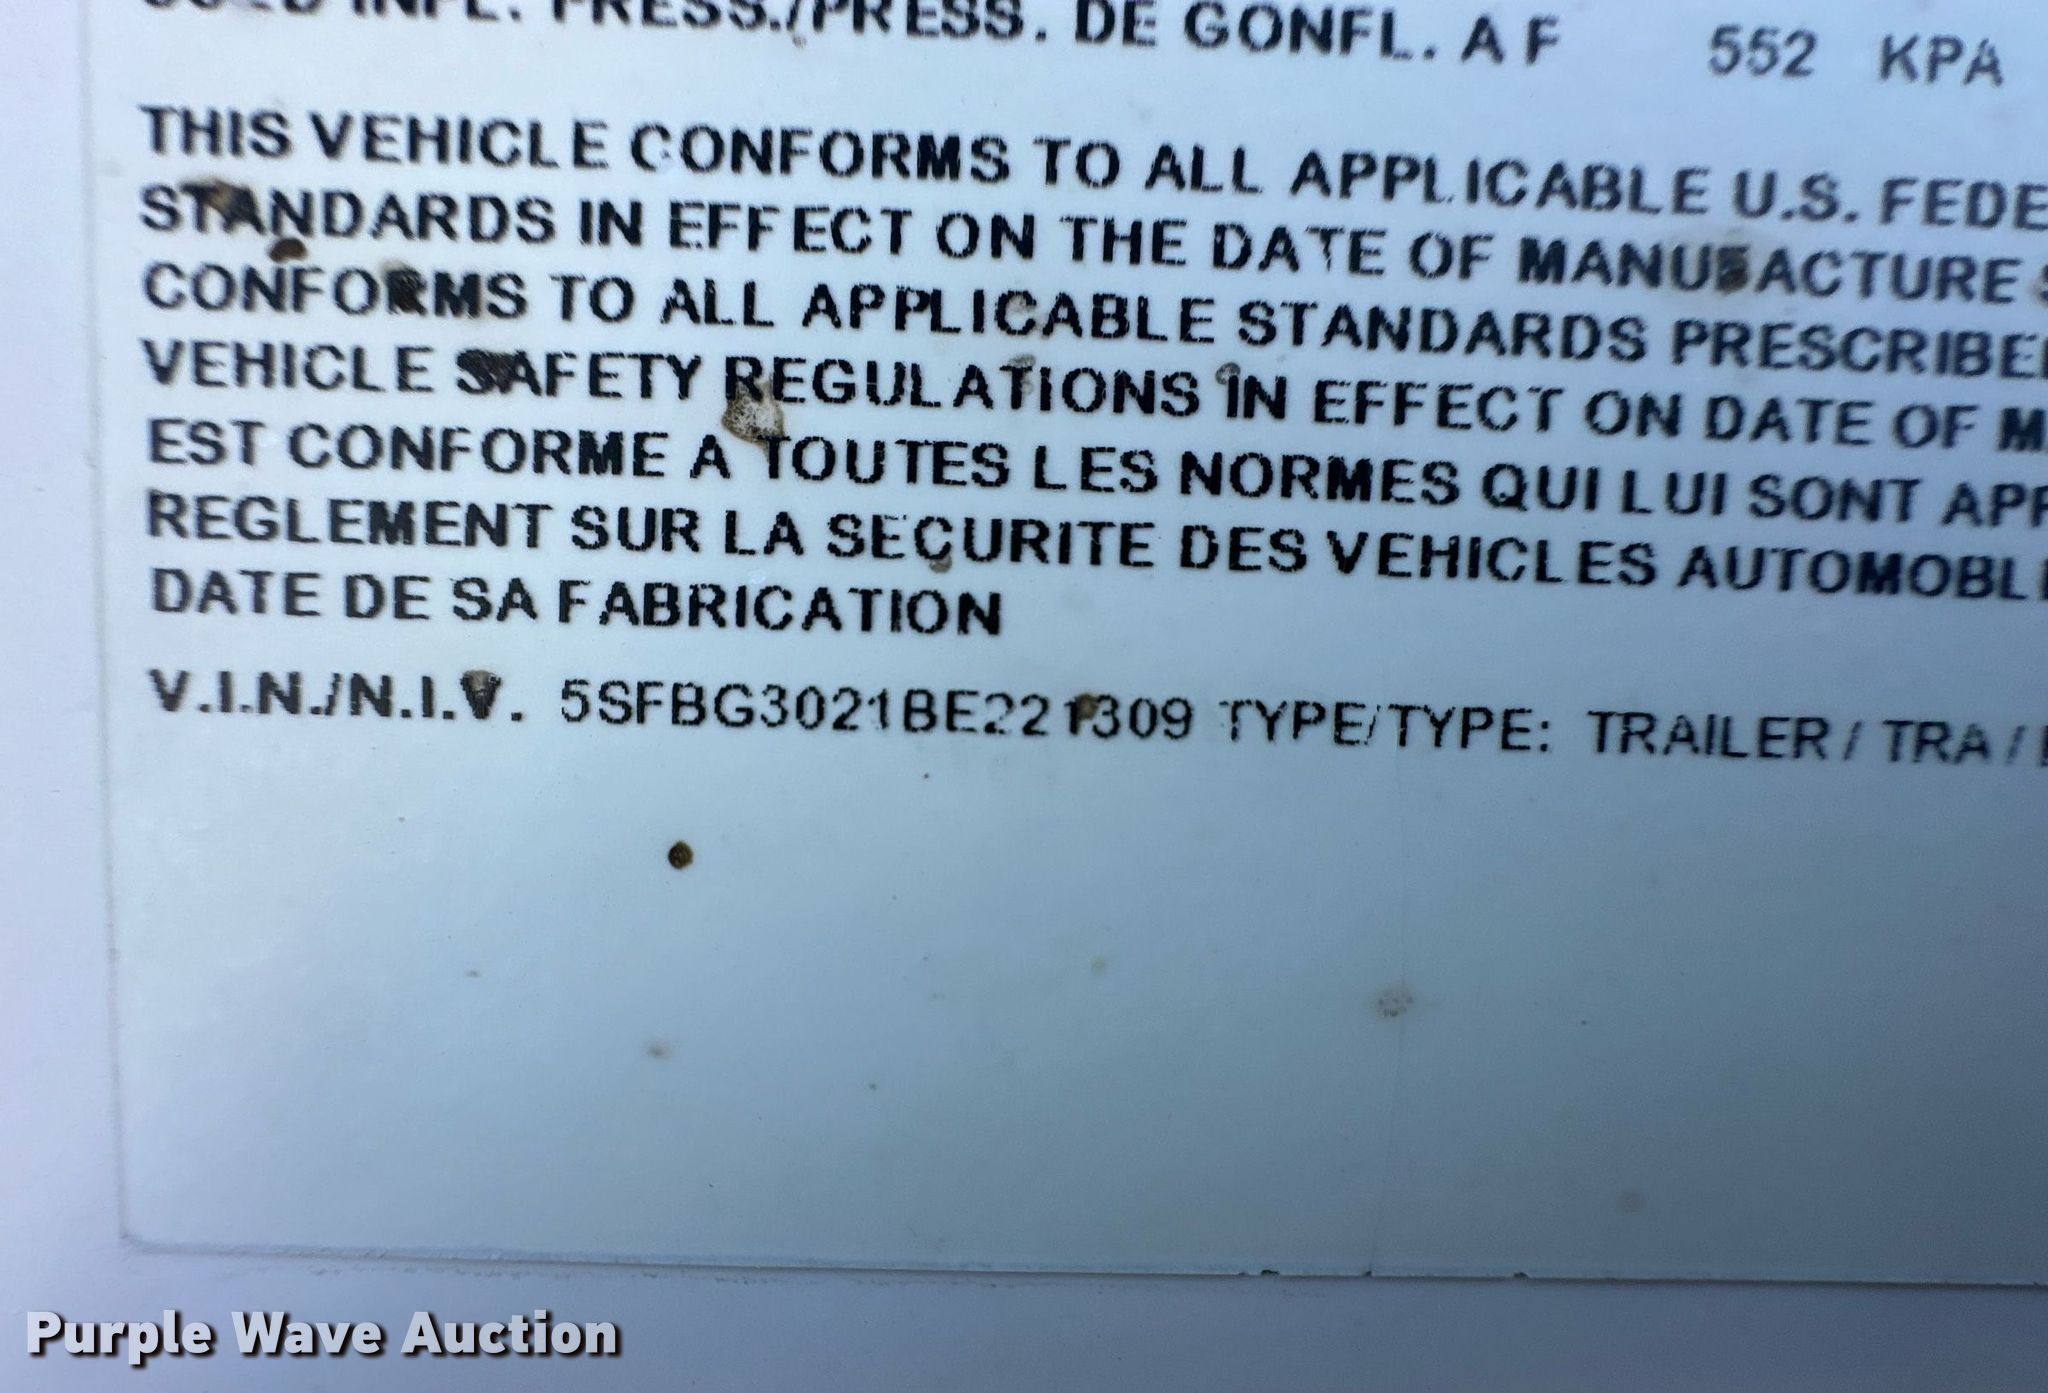 INFL. PRESS./PRESS. DE GONFL. A F 552 KPA
THIS VEHICLE CONFORMS TO ALL APPLICABLE U.S. FEDE
STANDARDS IN EFFECT ON THE DATE OF MANUFACTURE S
CONFORMS TO ALL APPLICABLE STANDARDS PRESCRIBE
VEHICLE SAFETY REGULATIONS IN EFFECT ON DATE OF M
EST CONFORME A TOUTES LES NORMES QUI LUI SONT APP
REGLEMENT SUR LA SECURITE DES VEHICLES AUTOMOBLE
DATE DE SA FABRICATION
V.I.N./N.I.V. 5SFBG3021BE221309 TYPE/TYPE: TRAILER / TRA /
Purple Wave Auction